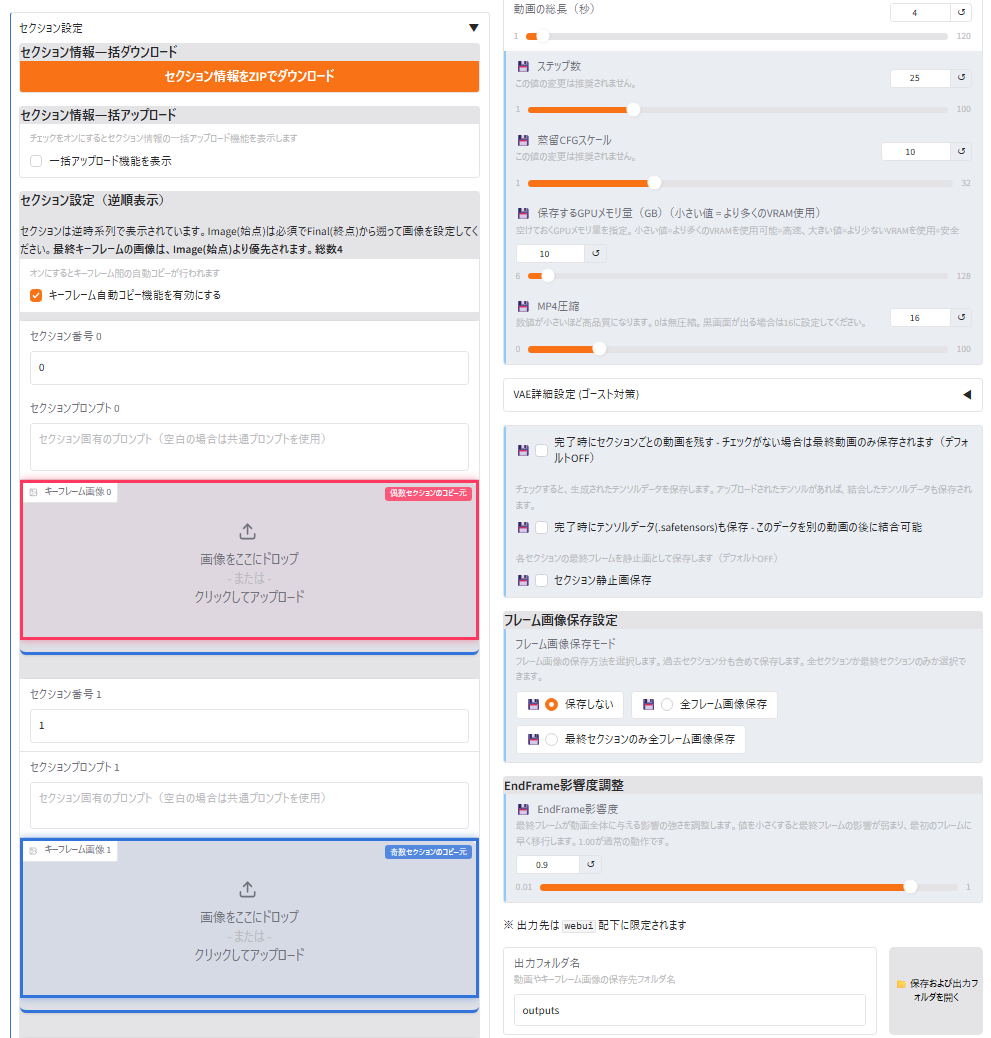 セクション設定
▼
セクション情報一括ダウンロード
セクション情報をZIPでダウンロード
セクション情報一括アップロード
チェックをオンにするとセクション情報の一括アップロード機能を表示します
一括アップロード機能を表示
セクション設定（逆順表示）
セクションは逆時系列で表示されています。Image(始点)は必須でFinal(終点)から遡って画像を設定してく
ださい。最終キーフレームの画像は、Image(始点)より優先されます。総数4
オンにするとキーフレーム間の自動コピーが行われます
キーフレーム自動コピー機能を有効にする
セクション番号 0
0
セクションプロンプト 0
セクション固有のプロンプト（空白の場合は共通プロンプトを使用）
キーフレーム画像 0
偶数セクションのコピー元
画像をここにドロップ
- または -
クリックしてアップロード
セクション番号 1
1
セクションプロンプト 1
セクション固有のプロンプト（空白の場合は共通プロンプトを使用）
キーフレーム画像 1
奇数セクションのコピー元
画像をここにドロップ
- または -
クリックしてアップロード
動画の総長（秒）
4
↺
1
120
ステップ数
この値の変更は推奨されません。
25
↺
1
100
蒸留CFGスケール
この値の変更は推奨されません。
10
↺
1
32
保存するGPUメモリ量（GB）（小さい値 = より多くのVRAM使用）
空けておくGPUメモリ量を指定。小さい値=より多くのVRAMを使用可能=高速、大きい値=より少ないVRAMを使用=安全
10
↺
6
128
MP4圧縮
数値が小さいほど高品質になります。0は無圧縮。黒画面が出る場合は16に設定してください。
16
↺
0
100
VAE詳細設定 (ゴースト対策)
◀
完了時にセクションごとの動画を残す - チェックがない場合は最終動画のみ保存されます（デフォ
ルトOFF）
チェックすると、生成されたテンソルデータを保存します。アップロードされたテンソルがあれば、結合したテンソルデータも保存されま
す。
完了時にテンソルデータ(.safetensors)も保存 - このデータを別の動画の後に結合可能
各セクションの最終フレームを静止画として保存します（デフォルトOFF）
セクション静止画保存
フレーム画像保存設定
フレーム画像保存モード
フレーム画像の保存方法を選択します。過去セクション分も含めて保存します。全セクションか最終セクションのみか選択で
きます。
保存しない
全フレーム画像保存
最終セクションのみ全フレーム画像保存
EndFrame影響度調整
EndFrame影響度
最終フレームが動画全体に与える影響の強さを調整します。値を小さくすると最終フレームの影響が弱まり、最初のフレームに
早く移行します。1.00が通常の動作です。
0.9
↺
0.01
1
※ 出力先は webui 配下に限定されます
出力フォルダ名
動画やキーフレーム画像の保存先フォルダ名
outputs
保存および出力フ
ォルダを開く